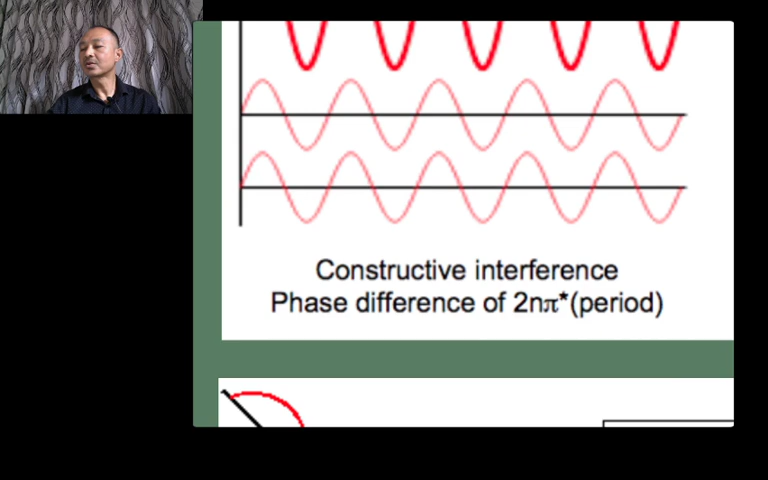 Constructive interference
Phase difference of 2nπ*(period)